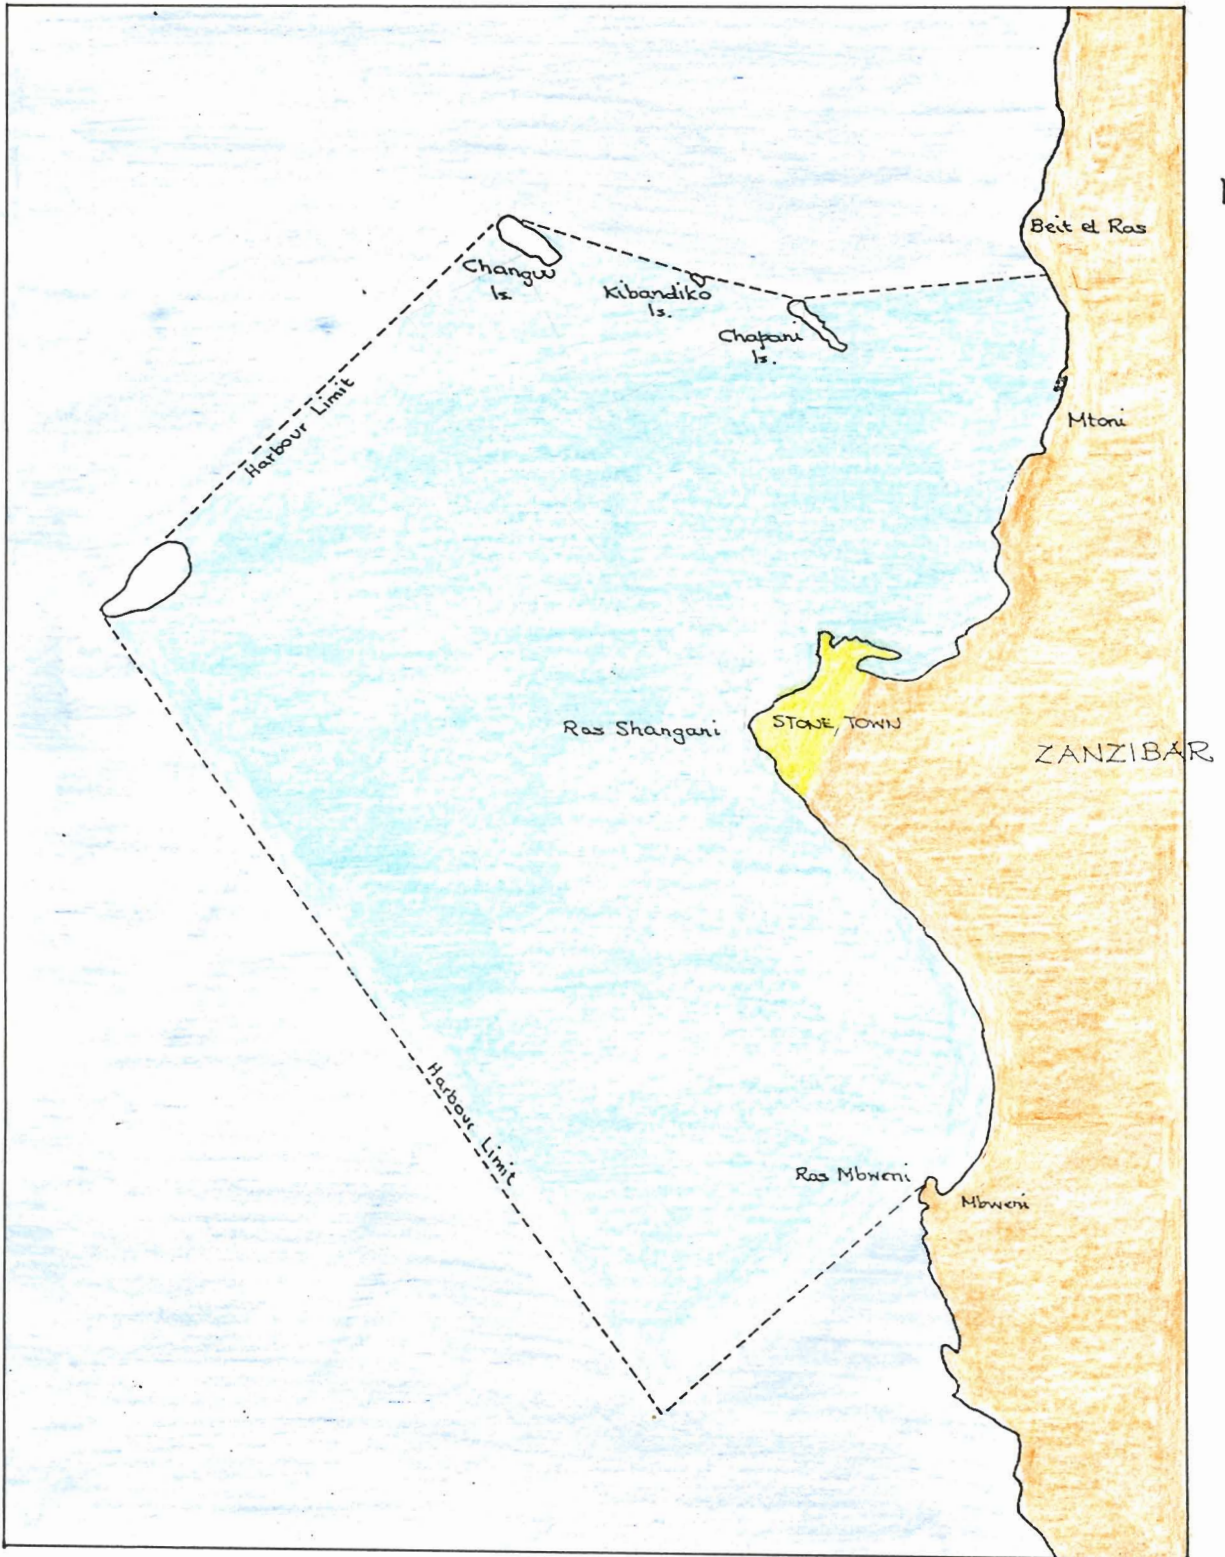 Beit el Ras
Changuu
Is.
Kibandiko
Is.
Chapani
Is.
Harbour Limit
Mtoni
Ras Shangani
STONE TOWN
ZANZIBAR
Harbour Limit
Ras Mbweni
Mbweni